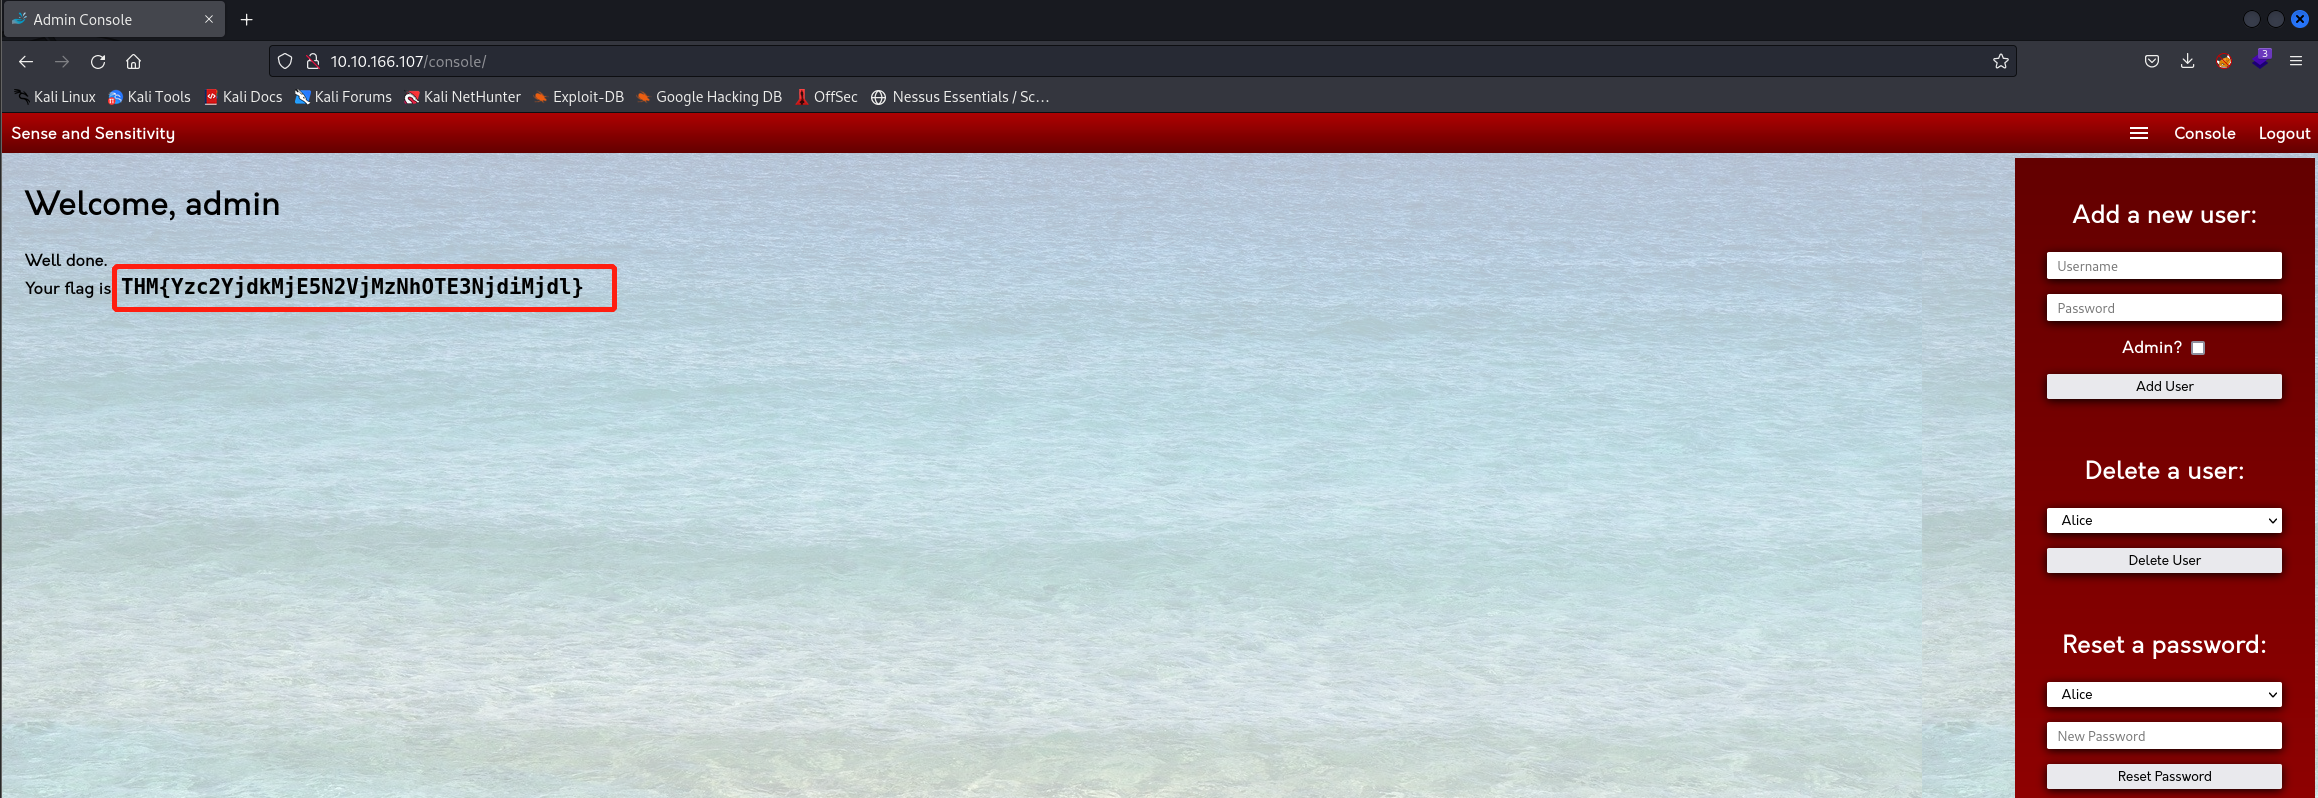 Admin Console
10.10.166.107/console/
3
Kali Linux Kali Tools Kali Docs Kali Forums Kali NetHunter Exploit-DB Google Hacking DB OffSec Nessus Essentials / Sc…
Sense and Sensitivity Console Logout
Welcome, admin
Well done.
Your flag is THM{Yzc2YjdkMjE5N2VjMzNhOTE3NjdiMjdl}
Add a new user:
Username
Password
Admin?
Add User
Delete a user:
Alice
Delete User
Reset a password:
Alice
New Password
Reset Password